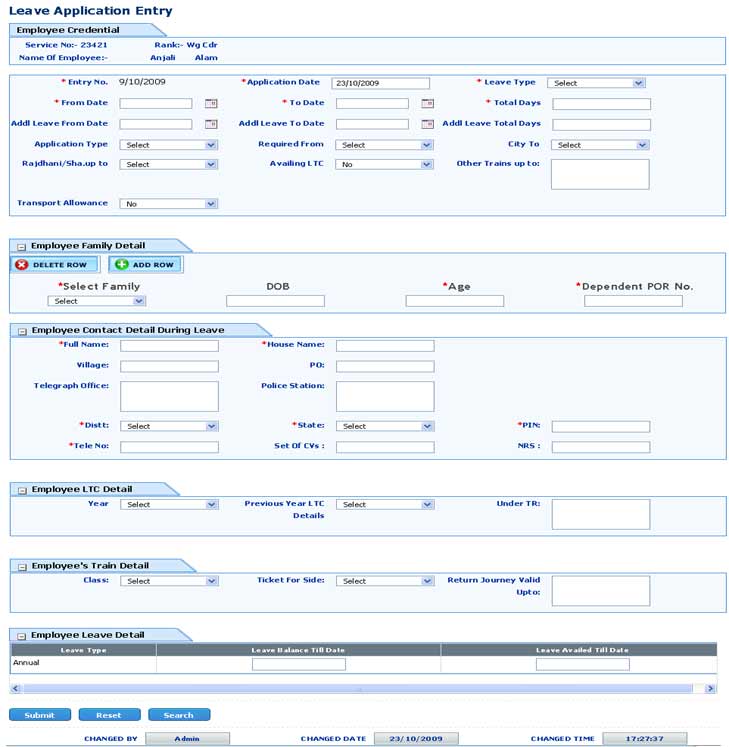 Leave Application Entry
Employee Credential
Service No:- 23421 Rank:- Wg Cdr
Name Of Employee:- Anjali Alam
* Entry No. 9/10/2009 *Application Date 23/10/2009 * Leave Type Select
* From Date * To Date * Total Days
Addl Leave From Date Addl Leave To Date Addl Leave Total Days
Application Type Select Required From Select City To Select
Rajdhani/Sha.up to Select Availing LTC No Other Trains up to:
Transport Allowance No
Employee Family Detail
DELETE ROW ADD ROW
*Select Family DOB *Age *Dependent POR No.
Select
Employee Contact Detail During Leave
*Full Name: *House Name:
Village: PO:
Telegraph Office: Police Station:
*Distt: Select *State: Select *PIN:
*Tele No: Set Of CVs : NRS :
Employee LTC Detail
Year Select Previous Year LTC Select Under TR:
Details
Employee's Train Detail
Class: Select Ticket For Side: Select Return Journey Valid
Upto:
Employee Leave Detail
Leave Type Leave Balance Till Date Leave Availed Till Date
Annual
Submit Reset Search
CHANGED BY Admin CHANGED DATE 23/10/2009 CHANGED TIME 17:27:37